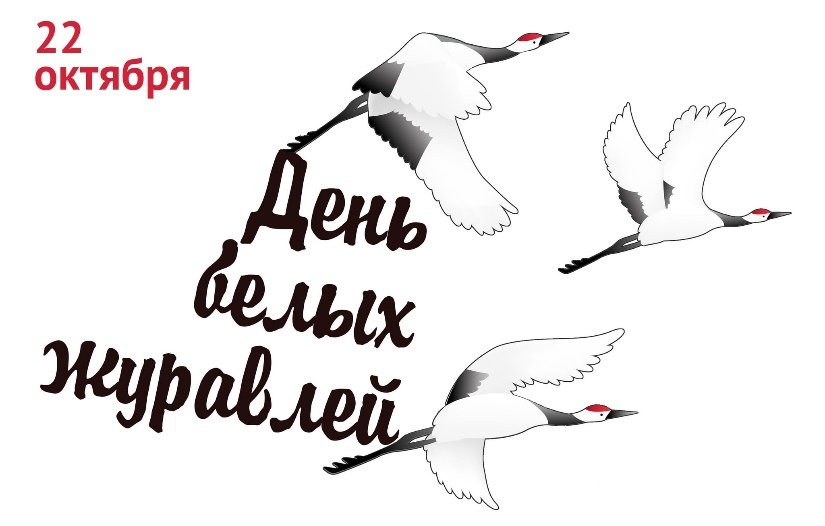 22
октября
День
белых
журавлей